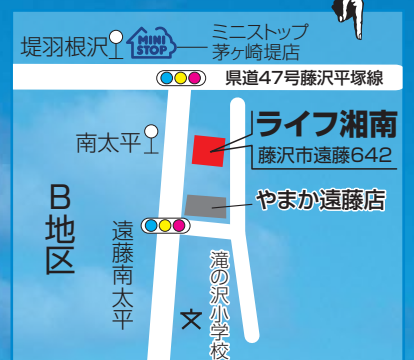 堤羽根沢
MINI
STOP
ミニストップ
茅ヶ崎堤店
県道47号藤沢平塚線
南太平
ライフ湘南
藤沢市遠藤642
やまか遠藤店
B地区
遠藤南太平
滝の沢小学校
文